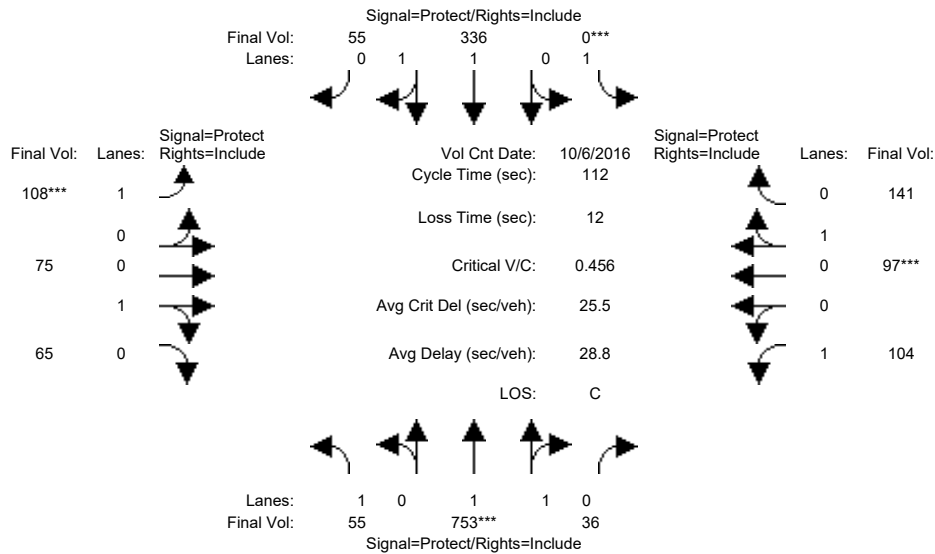 Signal=Protect/Rights=Include
Final Vol: 55 336 0***
Lanes: 0 1 1 0 1
Signal=Protect
Final Vol: Lanes: Rights=Include
Vol Cnt Date: 10/6/2016
Signal=Protect
Rights=Include Lanes: Final Vol:
Cycle Time (sec): 112
108*** 1
0 141
Loss Time (sec): 12
0
1
75 0
Critical V/C: 0.456
0 97***
1
Avg Crit Del (sec/veh): 25.5
0
65 0
Avg Delay (sec/veh): 28.8
1 104
LOS: C
Lanes: 1 0 1 1 0
Final Vol: 55 753*** 36
Signal=Protect/Rights=Include